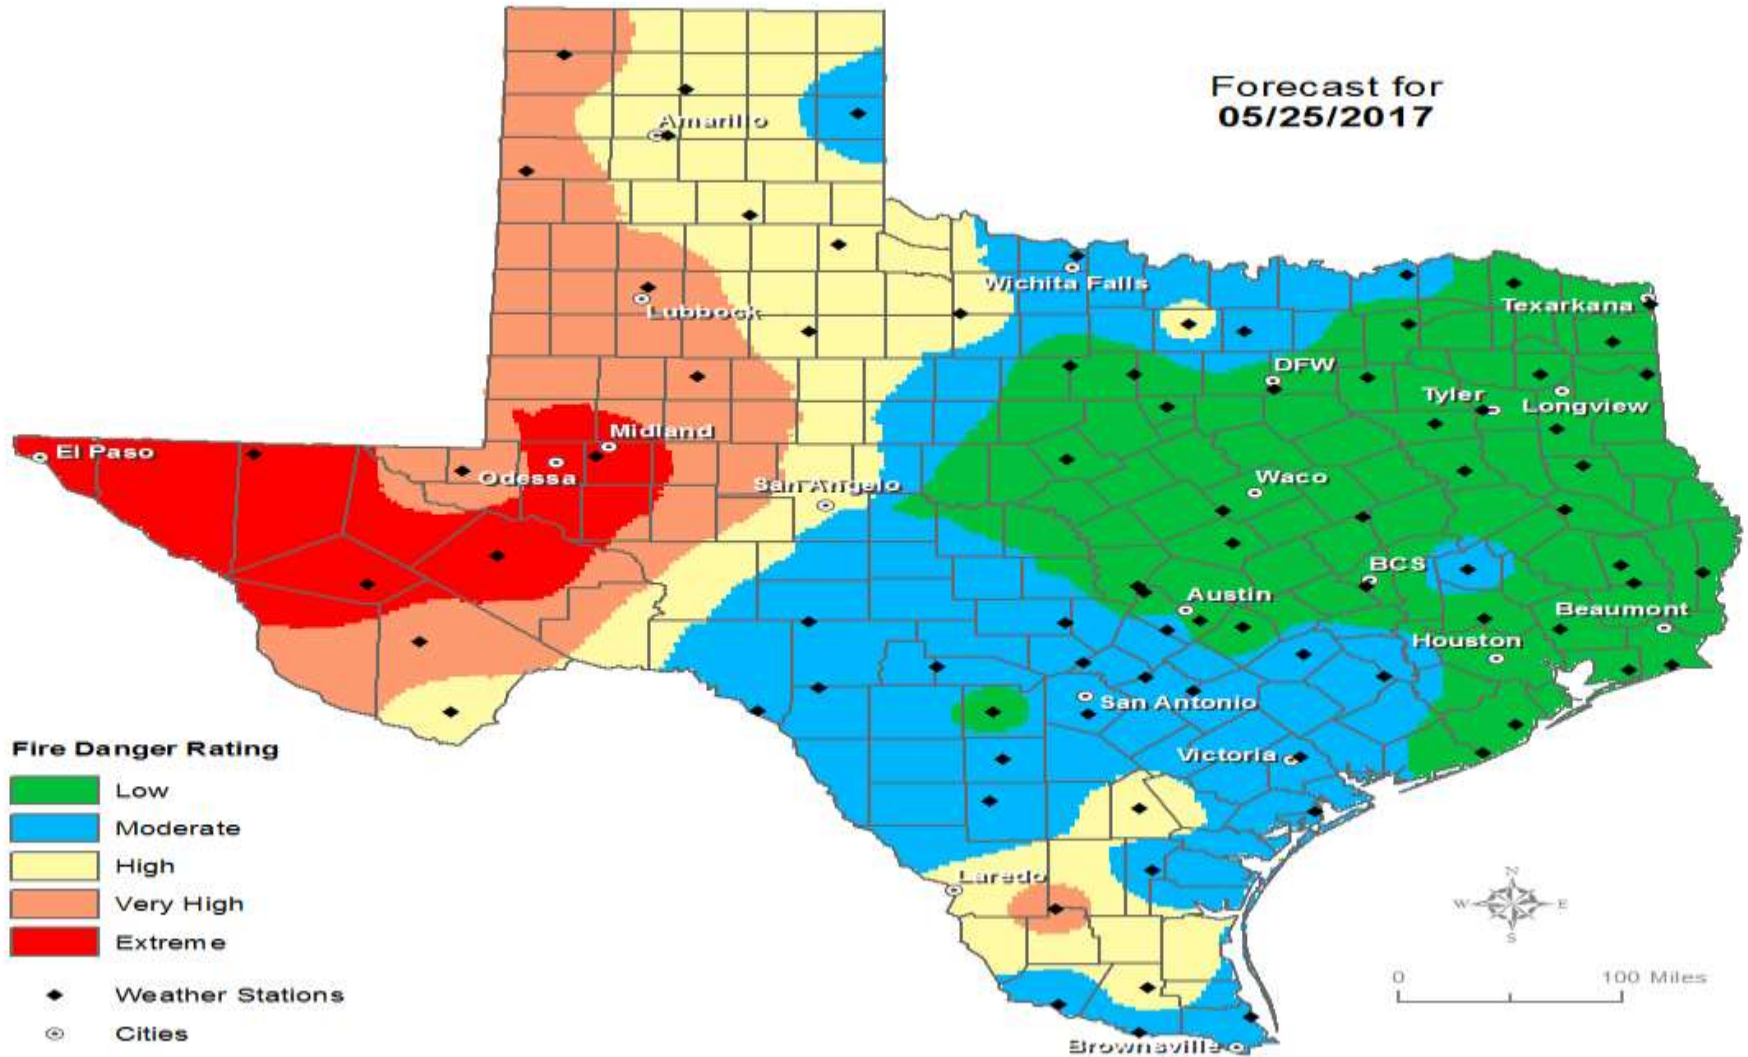 Forecast for
05/25/2017
Amarillo
Wichita Falls
Lubbock
Texarkana
DFW
Tyler
Longview
Midland
El Paso
Odessa
San Angelo
Waco
BCS
Austin
Beaumont
Houston
San Antonio
Victoria
Laredo
Brownsville
Fire Danger Rating
Low
Moderate
High
Very High
Extreme
Weather Stations
Cities
N
W E
S
0 100 Miles